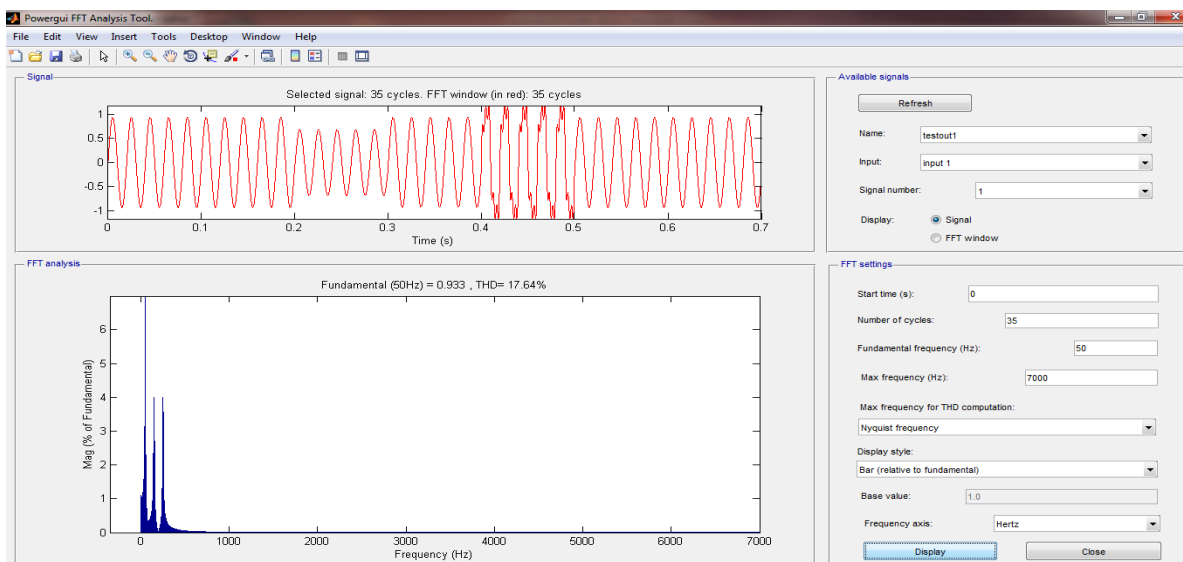 Powergui FFT Analysis Tool.
File Edit View Insert Tools Desktop Window Help
Signal
Selected signal: 35 cycles. FFT window (in red): 35 cycles
1
0.5
0
-0.5
-1
0 0.1 0.2 0.3 0.4 0.5 0.6 0.7
Time (s)
FFT analysis
Fundamental (50Hz) = 0.933 , THD= 17.64%
Mag (% of Fundamental)
6
5
4
3
2
1
0
0 1000 2000 3000 4000 5000 6000 7000
Frequency (Hz)
Available signals
Refresh
Name: testout1
Input: input 1
Signal number: 1
Display: Signal
FFT window
FFT settings
Start time (s): 0
Number of cycles: 35
Fundamental frequency (Hz): 50
Max frequency (Hz): 7000
Max frequency for THD computation:
Nyquist frequency
Display style:
Bar (relative to fundamental)
Base value: 1.0
Frequency axis: Hertz
Display Close